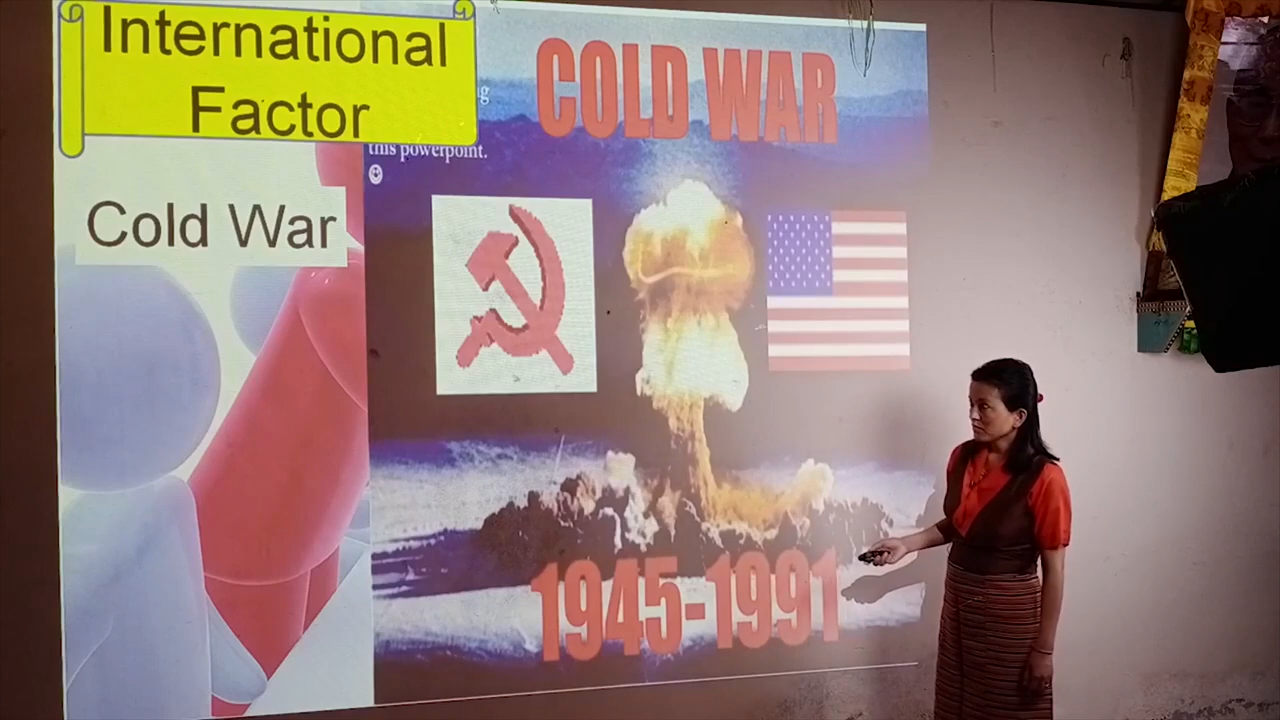 International
Factor
Cold War
COLD WAR
this powerpoint.
1945-1991